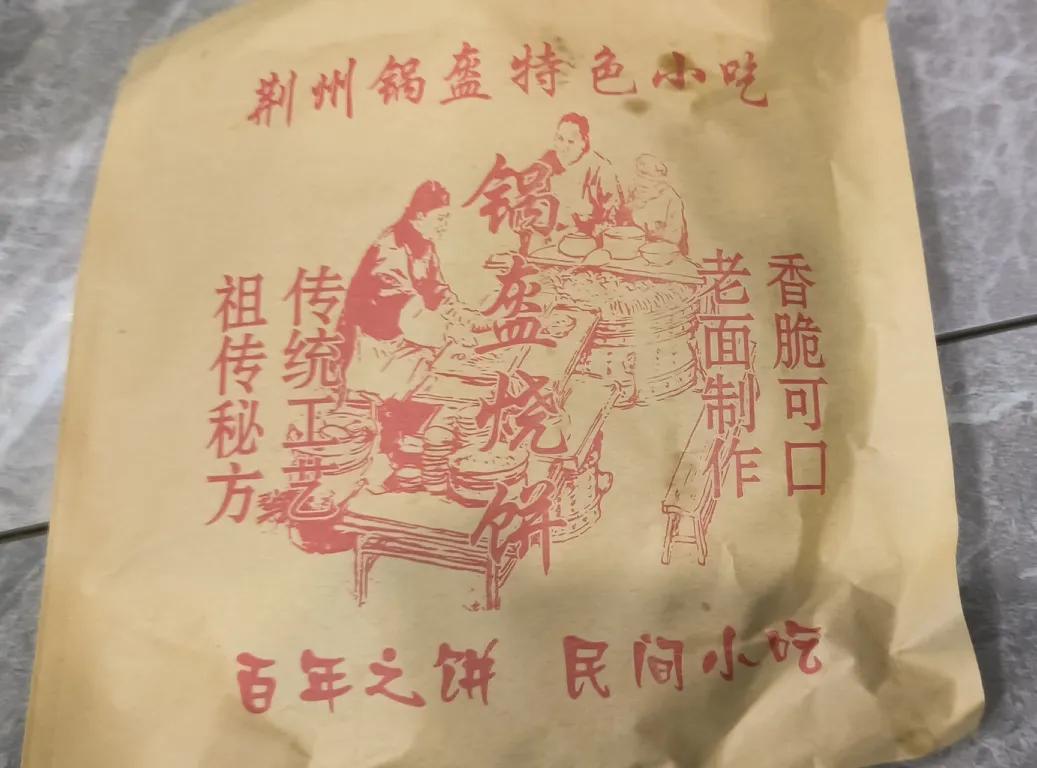 荆州锅盔特色小吃
锅盔烧饼
香脆可口
老面制作
传统工艺
祖传秘方
百年之饼 民间小吃